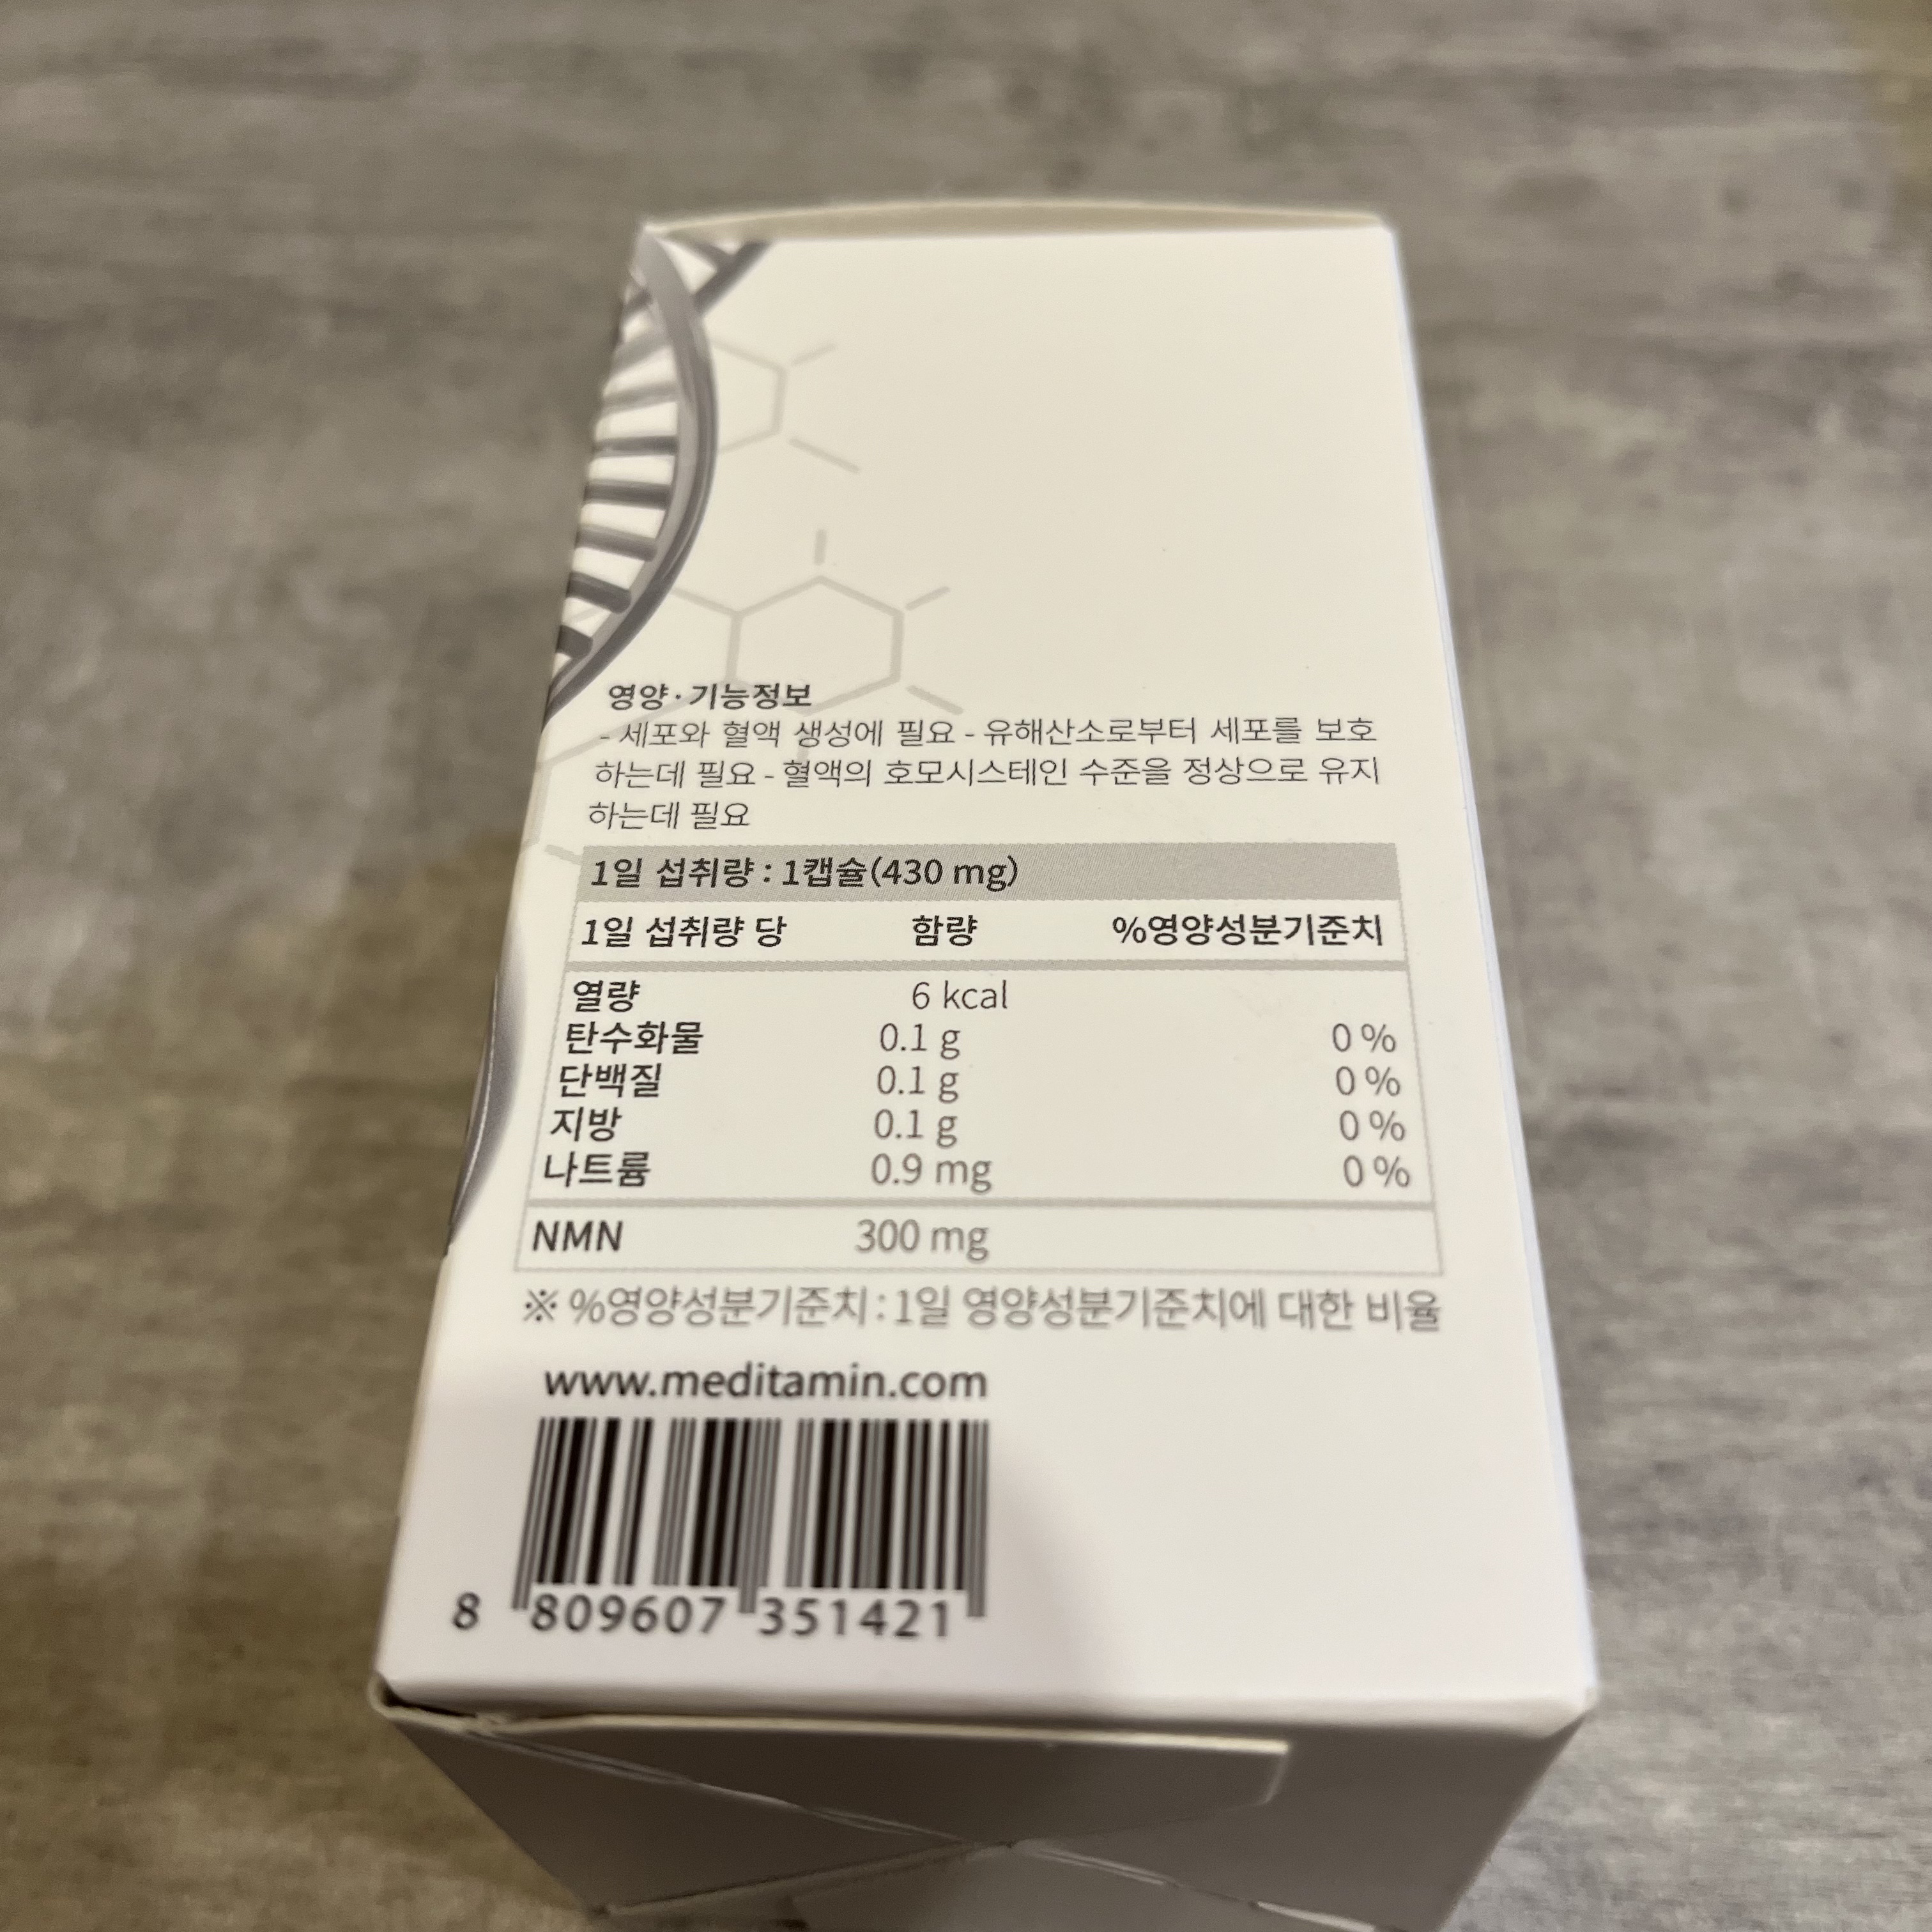 영양·기능정보
- 세포와 혈액 생성에 필요 - 유해산소로부터 세포를 보호
하는데 필요 - 혈액의 호모시스테인 수준을 정상으로 유지
하는데 필요
1일 섭취량 : 1캡슐(430 mg)
1일 섭취량 당 함량 %영양성분기준치
열량 6 kcal
탄수화물 0.1 g 0 %
단백질 0.1 g 0 %
지방 0.1 g 0 %
나트륨 0.9 mg 0 %
NMN 300 mg
※ %영양성분기준치 : 1일 영양성분기준치에 대한 비율
www.meditamin.com
8 809607 351421